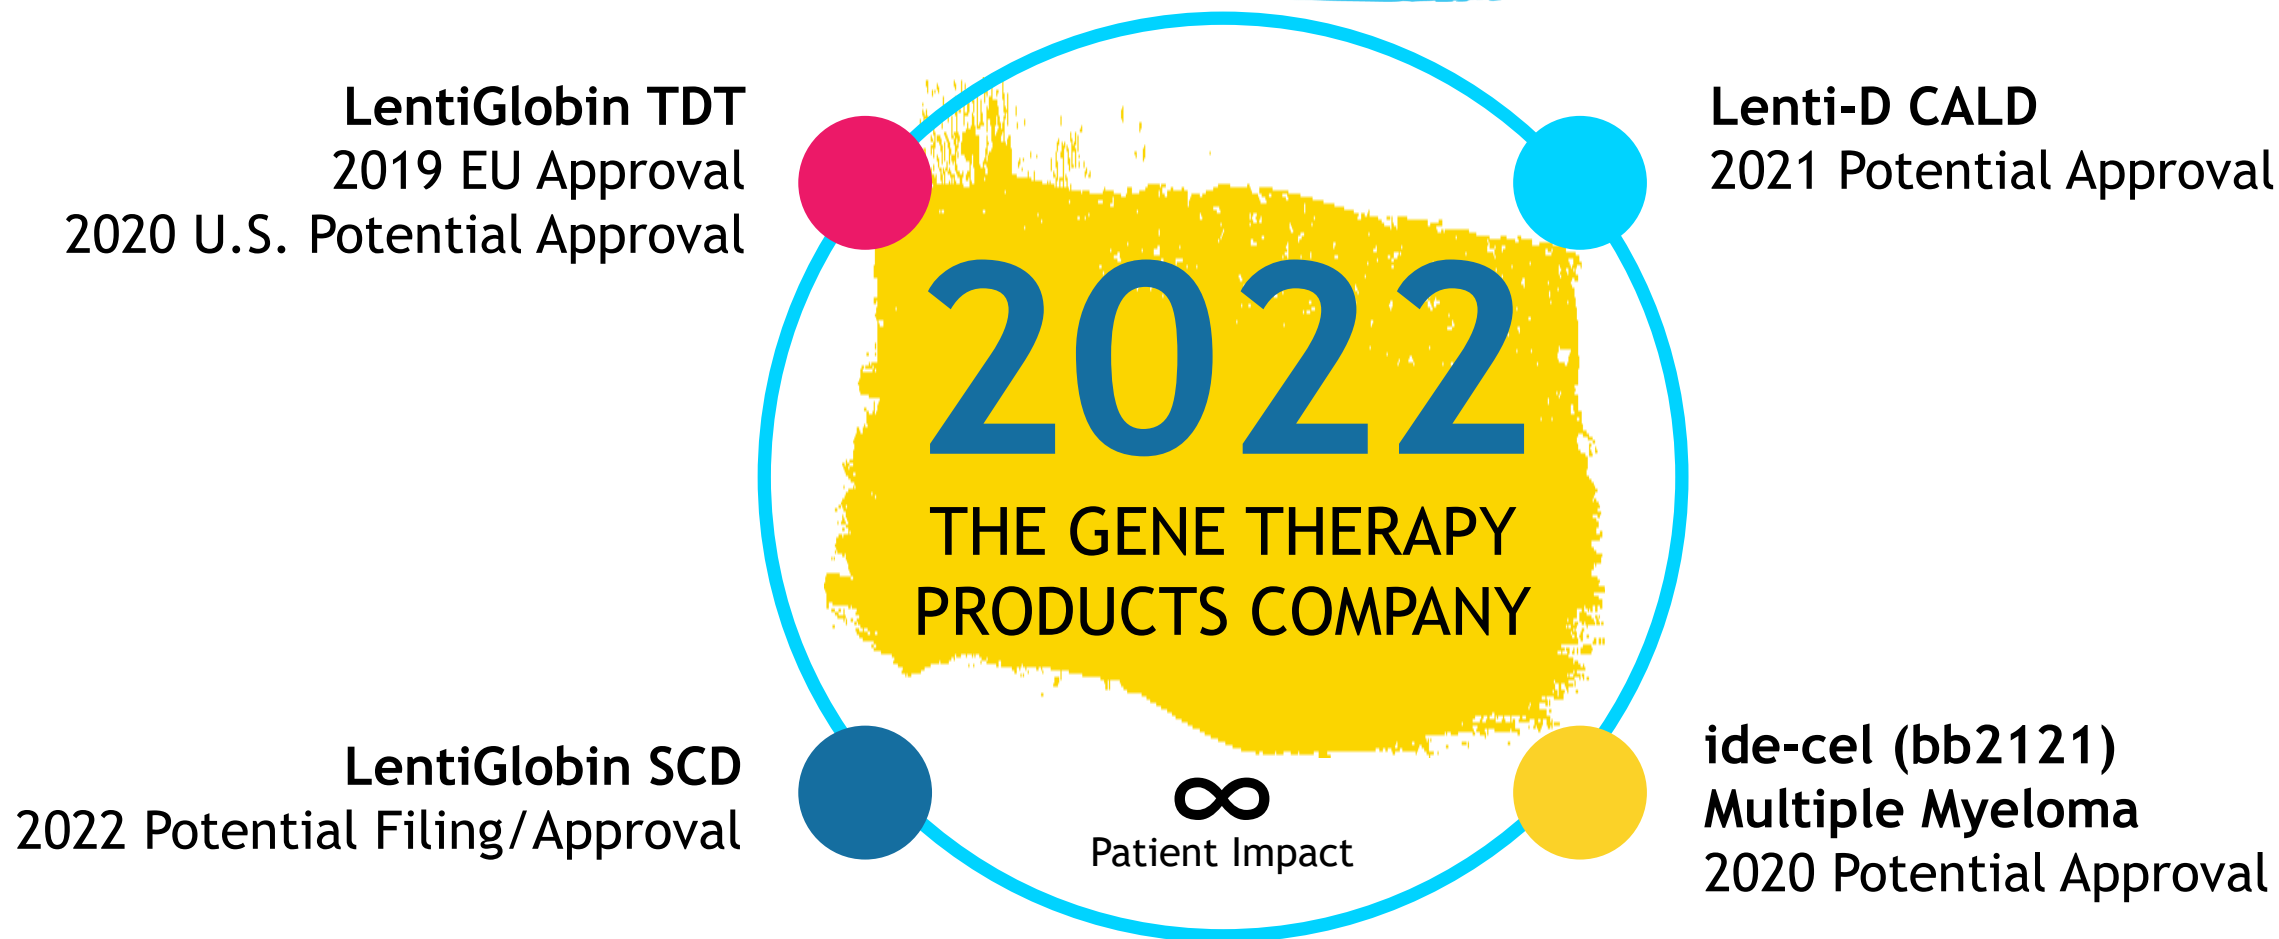 LentiGlobin TDT
2019 EU Approval
2020 U.S. Potential Approval
Lenti-D CALD
2021 Potential Approval
2022
THE GENE THERAPY
PRODUCTS COMPANY
LentiGlobin SCD
2022 Potential Filing/Approval
Patient Impact
ide-cel (bb2121)
Multiple Myeloma
2020 Potential Approval